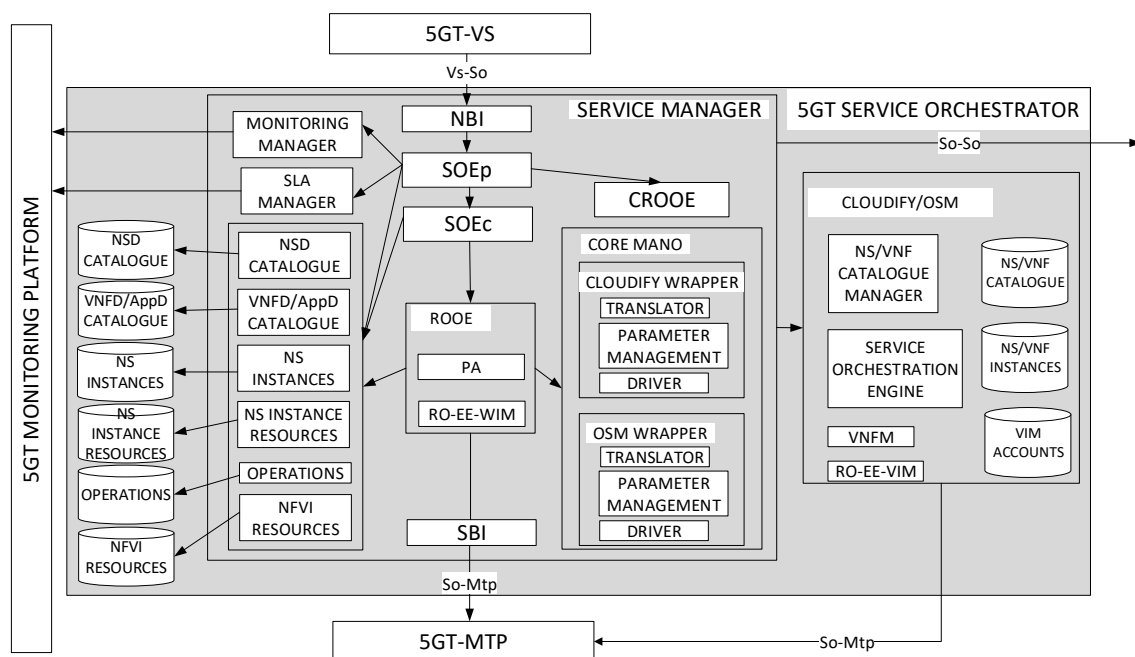 5GT-VS
Vs-So
5GT SERVICE ORCHESTRATOR
SERVICE MANAGER
So-So
5GT MONITORING PLATFORM
NBI
MONITORING
MANAGER
SOEp
SLA
MANAGER
CROOE
SOEc
NSD
CATALOGUE
VNFD/AppD
CATALOGUE
NS
INSTANCES
NS
INSTANCE
RESOURCES
OPERATIONS
NFVI
RESOURCES
NSD
CATALOGUE
VNFD/AppD
CATALOGUE
NS
INSTANCES
NS INSTANCE
RESOURCES
OPERATIONS
NFVI
RESOURCES
ROOE
PA
RO-EE-WIM
SBI
CORE MANO
CLOUDIFY WRAPPER
TRANSLATOR
PARAMETER
MANAGEMENT
DRIVER
OSM WRAPPER
TRANSLATOR
PARAMETER
MANAGEMENT
DRIVER
CLOUDIFY/OSM
NS/VNF
CATALOGUE
MANAGER
SERVICE
ORCHESTRATION
ENGINE
VNFM
RO-EE-VIM
NS/VNF
CATALOGUE
NS/VNF
INSTANCES
VIM
ACCOUNTS
So-Mtp
5GT-MTP
So-Mtp